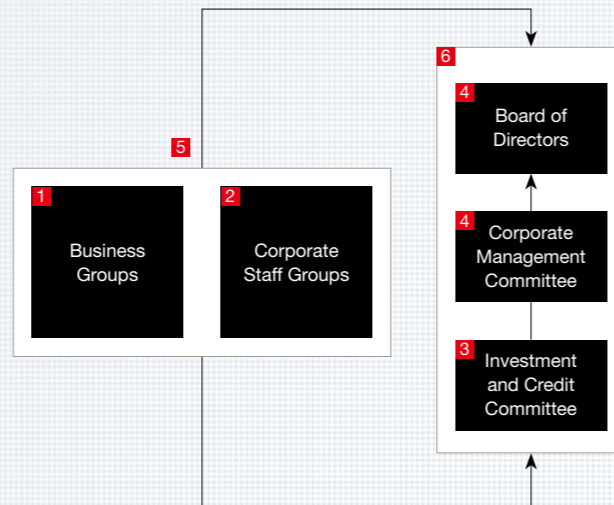 6
4
Board of
Directors
5
1
Business
Groups
2
Corporate
Staff Groups
4
Corporate
Management
Committee
3
Investment
and Credit
Committee